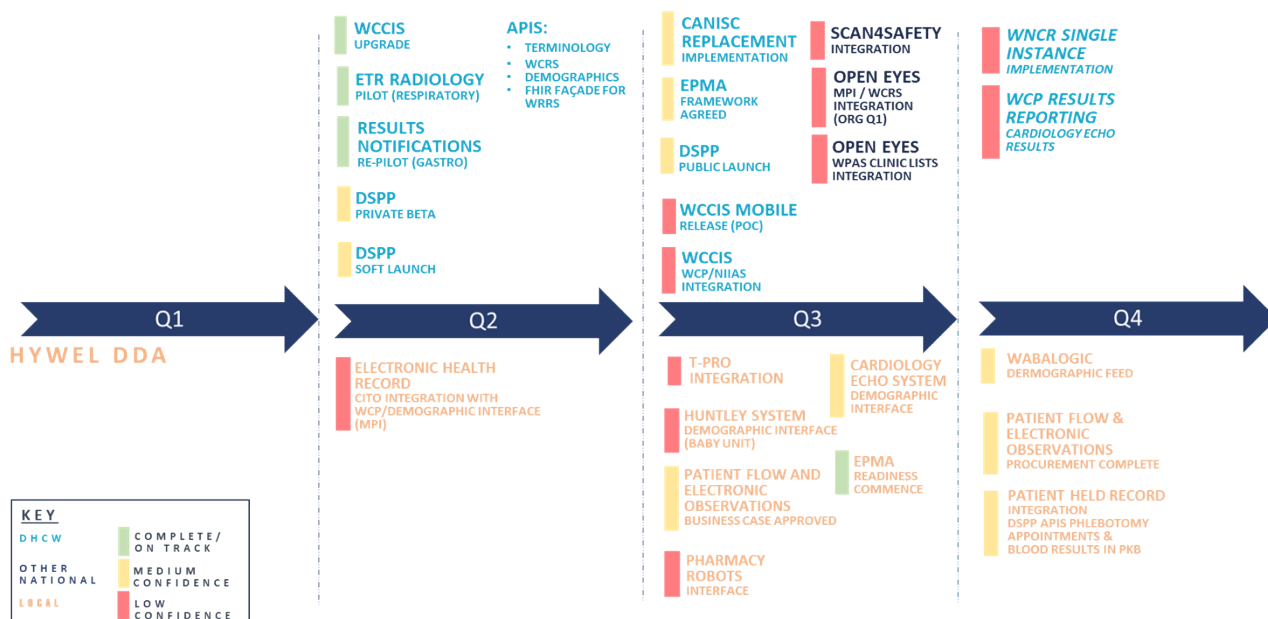 WCCIS
UPGRADE
ETR RADIOLOGY
PILOT (RESPIRATORY)
RESULTS
NOTIFICATIONS
RE-PILOT (GASTRO)
DSPP
PRIVATE BETA
DSPP
SOFT LAUNCH
APIS:
• TERMINOLOGY
• WCRS
• DEMOGRAPHICS
• FHIR FAÇADE FOR
WRRS
CANISC
REPLACEMENT
IMPLEMENTATION
EPMA
FRAMEWORK
AGREED
DSPP
PUBLIC LAUNCH
WCCIS MOBILE
RELEASE (POC)
WCCIS
WCP/NIIAS
INTEGRATION
SCAN4SAFETY
INTEGRATION
OPEN EYES
MPI / WCRS
INTEGRATION
(ORG Q1)
OPEN EYES
WPAS CLINIC LISTS
INTEGRATION
WNCR SINGLE
INSTANCE
IMPLEMENTATION
WCP RESULTS
REPORTING
CARDIOLOGY ECHO
RESULTS
Q1
Q2
Q3
Q4
HYWEL DDA
ELECTRONIC HEALTH
RECORD
CITO INTEGRATION WITH
WCP/DEMOGRAPHIC INTERFACE
(MPI)
T-PRO
INTEGRATION
HUNTLEY SYSTEM
DEMOGRAPHIC INTERFACE
(BABY UNIT)
PATIENT FLOW AND
ELECTRONIC
OBSERVATIONS
BUSINESS CASE APPROVED
PHARMACY
ROBOTS
INTERFACE
CARDIOLOGY
ECHO SYSTEM
DEMOGRAPHIC
INTERFACE
EPMA
READINESS
COMMENCE
WABALOGIC
DERMOGRAPHIC FEED
PATIENT FLOW &
ELECTRONIC
OBSERVATIONS
PROCUREMENT COMPLETE
PATIENT HELD RECORD
INTEGRATION
DSPP APIS PHLEBOTOMY
APPOINTMENTS &
BLOOD RESULTS IN PKB
KEY
DHCW
OTHER
NATIONAL
LOCAL
COMPLETE/
ON TRACK
MEDIUM
CONFIDENCE
LOW
CONFIDENCE